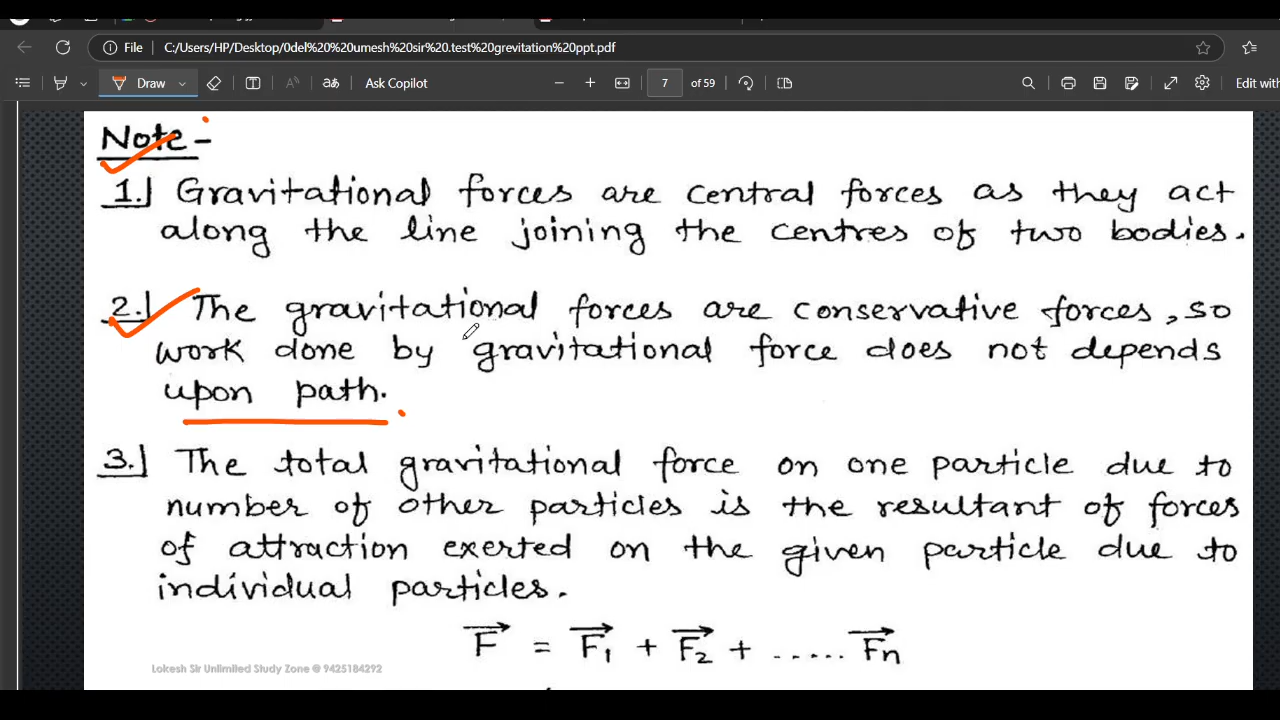 File C:/Users/HP/Desktop/0del%20%20umesh%20sir%20.test%20grevitation%20ppt.pdf
Draw Ask Copilot 7 of 59 Edit with
Note -
1. Gravitational forces are central forces as they act
along the line joining the centres of two bodies.
2. The gravitational forces are conservative forces, so
work done by gravitational force does not depends
upon path.
3. The total gravitational force on one particle due to
number of other particles is the resultant of forces
of attraction exerted on the given particle due to
individual particles.
F⃗ = F⃗₁ + F⃗₂ + ...... F⃗n
Lokesh Sir Unlimited Study Zone @ 9425184292